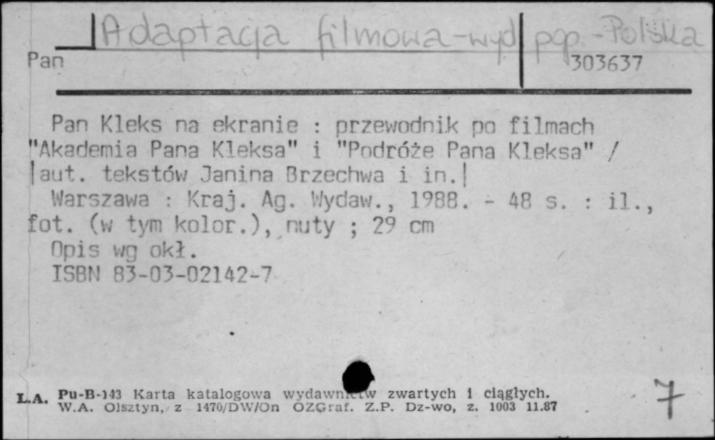 Adaptacja filmowa - wyd pop. - Polska
Pan
303637
Pan Kleks na ekranie : przewodnik po filmach
"Akademia Pana Kleksa" i "Podróże Pana Kleksa" /
|aut. tekstów Janina Brzechwa i in.|
Warszawa : Kraj. Ag. Wydaw., 1988. - 48 s. : il.,
fot. (w tym kolor.), nuty ; 29 cm
Opis wg okł.
ISBN 83-03-02142-7
Ł.A. Pu-B-143 Karta katalogowa wydawnictw zwartych i ciągłych.
W.A. Olsztyn, z 1470/DW/On OZGraf. Z.P. Dz-wo, z. 1003 11.87
7